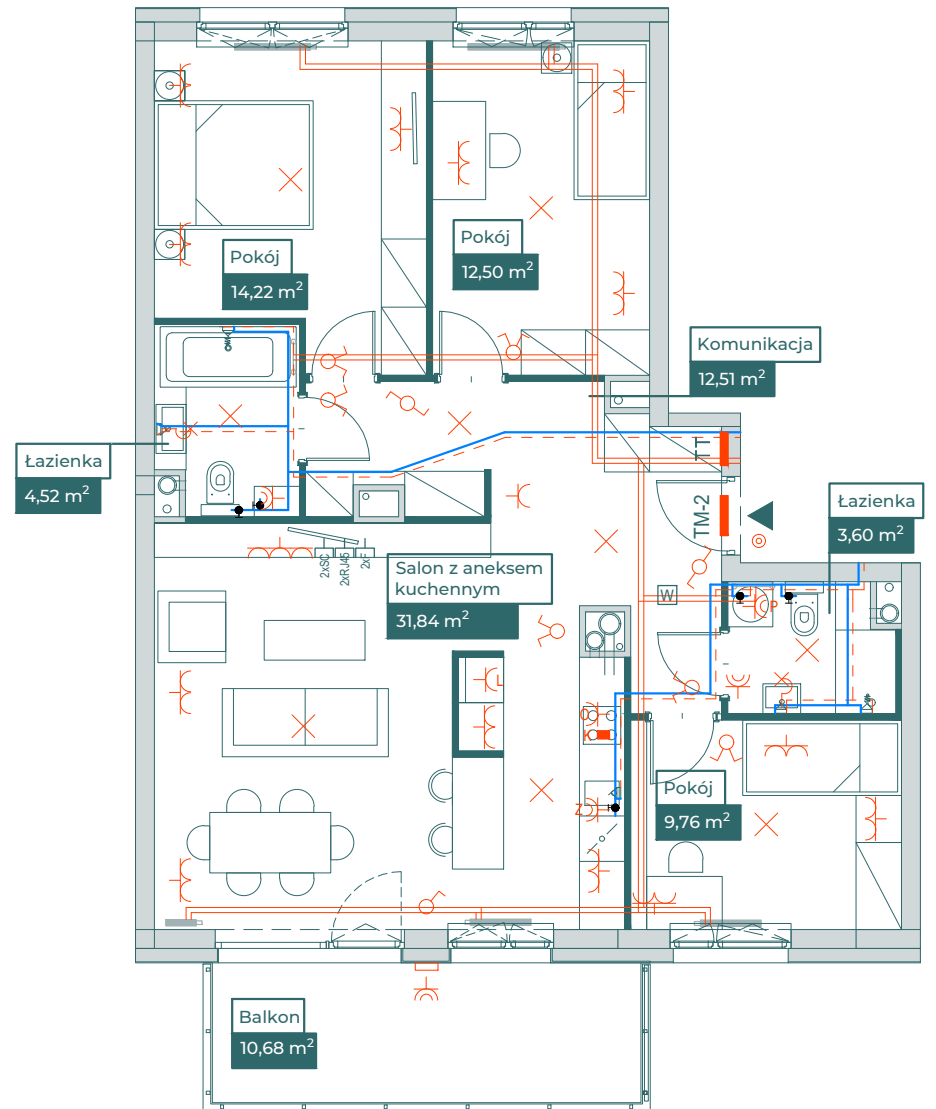 Pokój
14,22 m²
Pokój
12,50 m²
Komunikacja
12,51 m²
Łazienka
4,52 m²
TT
TM-2
Łazienka
3,60 m²
2xSC
2xRJ45
2xF
Salon z aneksem
kuchennym
31,84 m²
W
P
L
O
K
Z
Pokój
9,76 m²
Balkon
10,68 m²